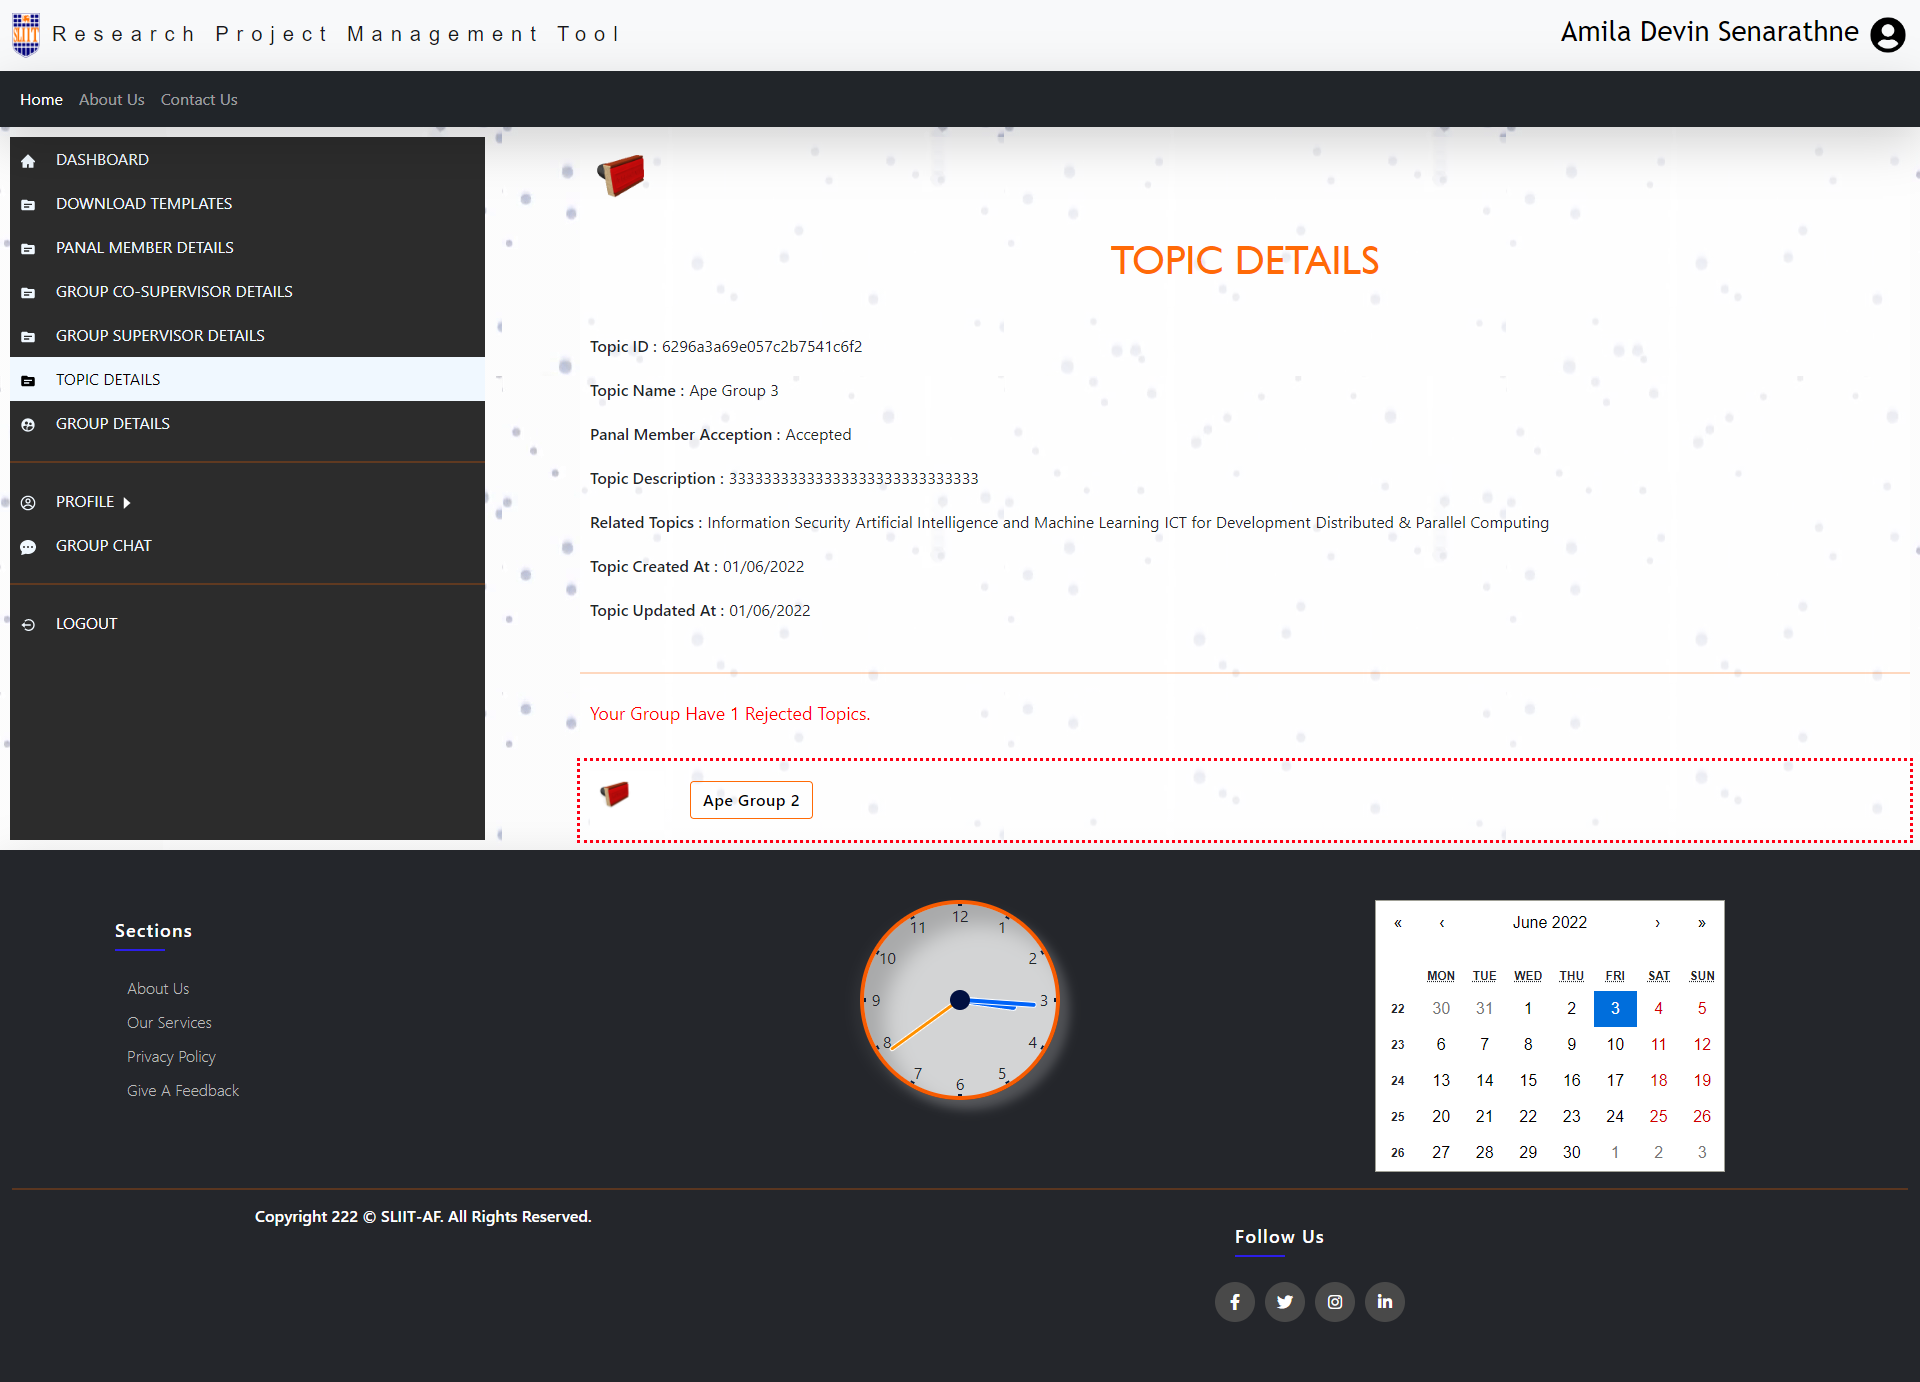 SLIIT
Research Project Management Tool
Amila Devin Senarathne
Home About Us Contact Us
DASHBOARD
DOWNLOAD TEMPLATES
PANAL MEMBER DETAILS
GROUP CO-SUPERVISOR DETAILS
GROUP SUPERVISOR DETAILS
TOPIC DETAILS
GROUP DETAILS
PROFILE
GROUP CHAT
LOGOUT
TOPIC DETAILS
Topic ID : 6296a3a69e057c2b7541c6f2
Topic Name : Ape Group 3
Panal Member Acception : Accepted
Topic Description : 33333333333333333333333333333333333
Related Topics : Information Security Artificial Intelligence and Machine Learning ICT for Development Distributed & Parallel Computing
Topic Created At : 01/06/2022
Topic Updated At : 01/06/2022
Your Group Have 1 Rejected Topics.
Ape Group 2
Sections
About Us
Our Services
Privacy Policy
Give A Feedback
12
1
2
3
4
5
6
7
8
9
10
11
« ‹ June 2022 › »
MON TUE WED THU FRI SAT SUN
22 30 31 1 2 3 4 5
23 6 7 8 9 10 11 12
24 13 14 15 16 17 18 19
25 20 21 22 23 24 25 26
26 27 28 29 30 1 2 3
Copyright 222 © SLIIT-AF. All Rights Reserved.
Follow Us